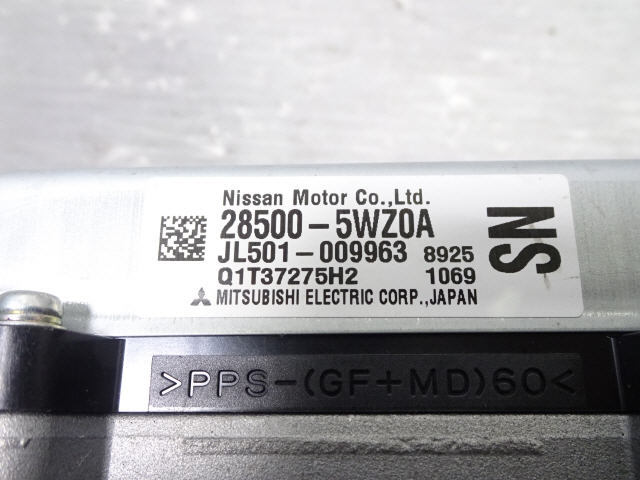 Nissan Motor Co.,Ltd.
28500-5WZ0A
JL501-009963 8925
Q1T37275H2 1069
MITSUBISHI ELECTRIC CORP.,JAPAN
SN
>PPS-(GF+MD)60<